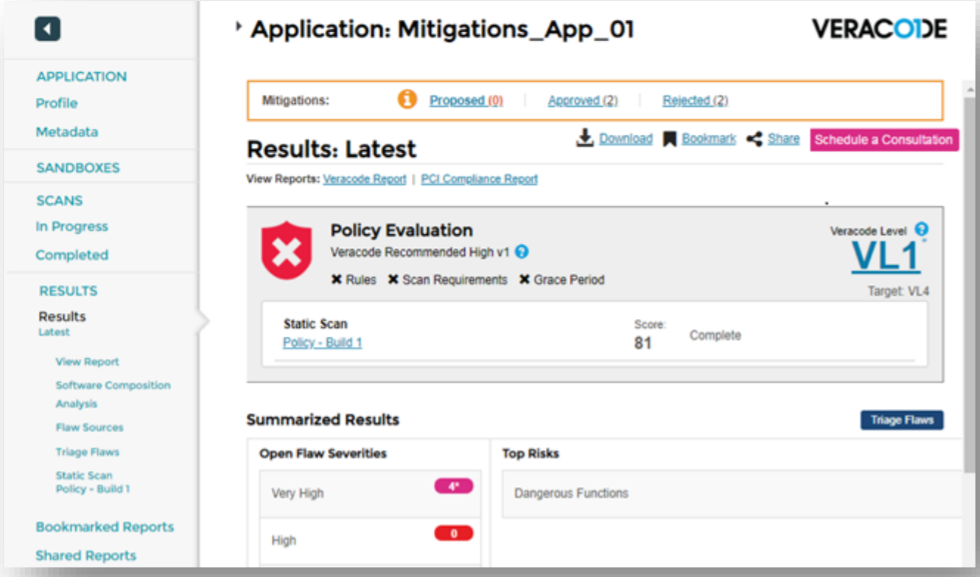 Application: Mitigations_App_01
VERACODE
APPLICATION
Profile
Metadata
SANDBOXES
SCANS
In Progress
Completed
RESULTS
Results
Latest
View Report
Software Composition
Analysis
Flaw Sources
Triage Flaws
Static Scan
Policy - Build 1
Bookmarked Reports
Shared Reports
Mitigations: Proposed (0) Approved (2) Rejected (2)
Results: Latest
Download Bookmark Share Schedule a Consultation
View Reports: Veracode Report | PCI Compliance Report
Policy Evaluation
Veracode Recommended High v1
Rules Scan Requirements Grace Period
Veracode Level
VL1*
Target: VL4
Static Scan
Policy - Build 1
Score:
81
Complete
Summarized Results
Triage Flaws
Open Flaw Severities
Very High 4*
High 0
Top Risks
Dangerous Functions